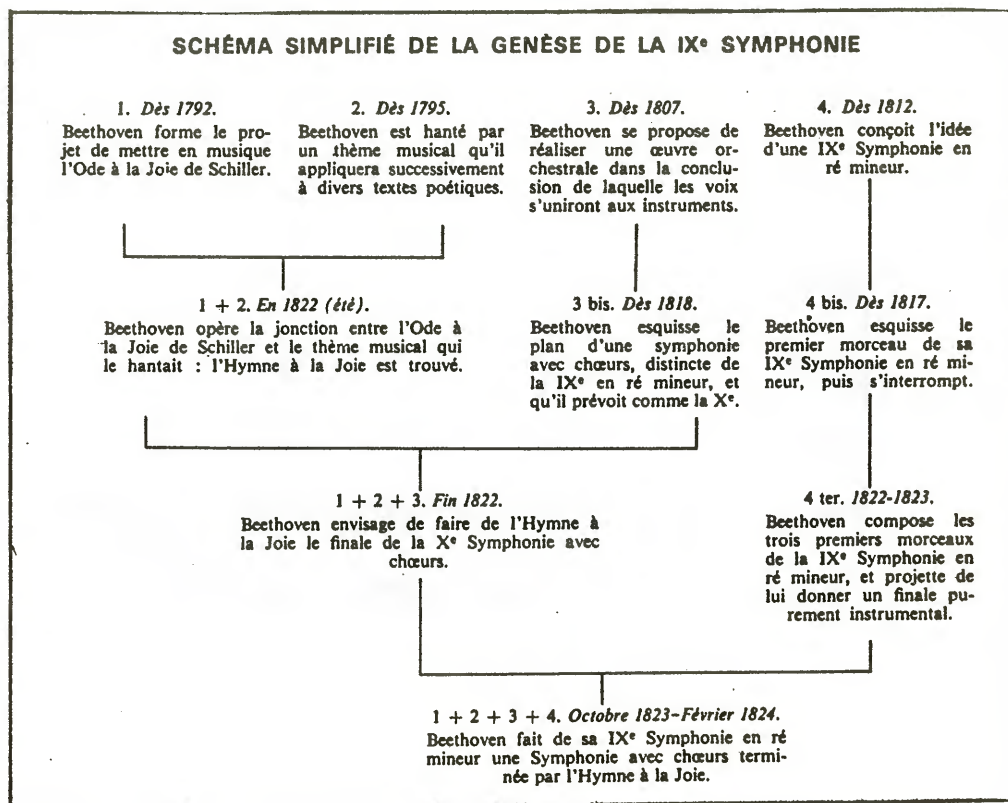 SCHÉMA SIMPLIFIÉ DE LA GENÈSE DE LA IXe SYMPHONIE
1. Dès 1792.
Beethoven forme le pro-
jet de mettre en musique
l'Ode à la Joie de Schiller.
2. Dès 1795.
Beethoven est hanté par
un thème musical qu'il
appliquera successivement
à divers textes poétiques.
3. Dès 1807.
Beethoven se propose de
réaliser une œuvre or-
chestrale dans la conclu-
sion de laquelle les voix
s'uniront aux instruments.
4. Dès 1812.
Beethoven conçoit l'idée
d'une IXe Symphonie en
ré mineur.
1 + 2. En 1822 (été).
Beethoven opère la jonction entre l'Ode à
la Joie de Schiller et le thème musical qui
le hantait : l'Hymne à la Joie est trouvé.
3 bis. Dès 1818.
Beethoven esquisse le
plan d'une symphonie
avec chœurs, distincte de
la IXe en ré mineur, et
qu'il prévoit comme la Xe.
4 bis. Dès 1817.
Beethoven esquisse le
premier morceau de sa
IXe Symphonie en ré mi-
neur, puis s'interrompt.
1 + 2 + 3. Fin 1822.
Beethoven envisage de faire de l'Hymne à
la Joie le finale de la Xe Symphonie avec
chœurs.
4 ter. 1822-1823.
Beethoven compose les
trois premiers morceaux
de la IXe Symphonie en
ré mineur, et projette de
lui donner un finale pu-
rement instrumental.
1 + 2 + 3 + 4. Octobre 1823-Février 1824.
Beethoven fait de sa IXe Symphonie en ré
mineur une Symphonie avec chœurs termi-
née par l'Hymne à la Joie.